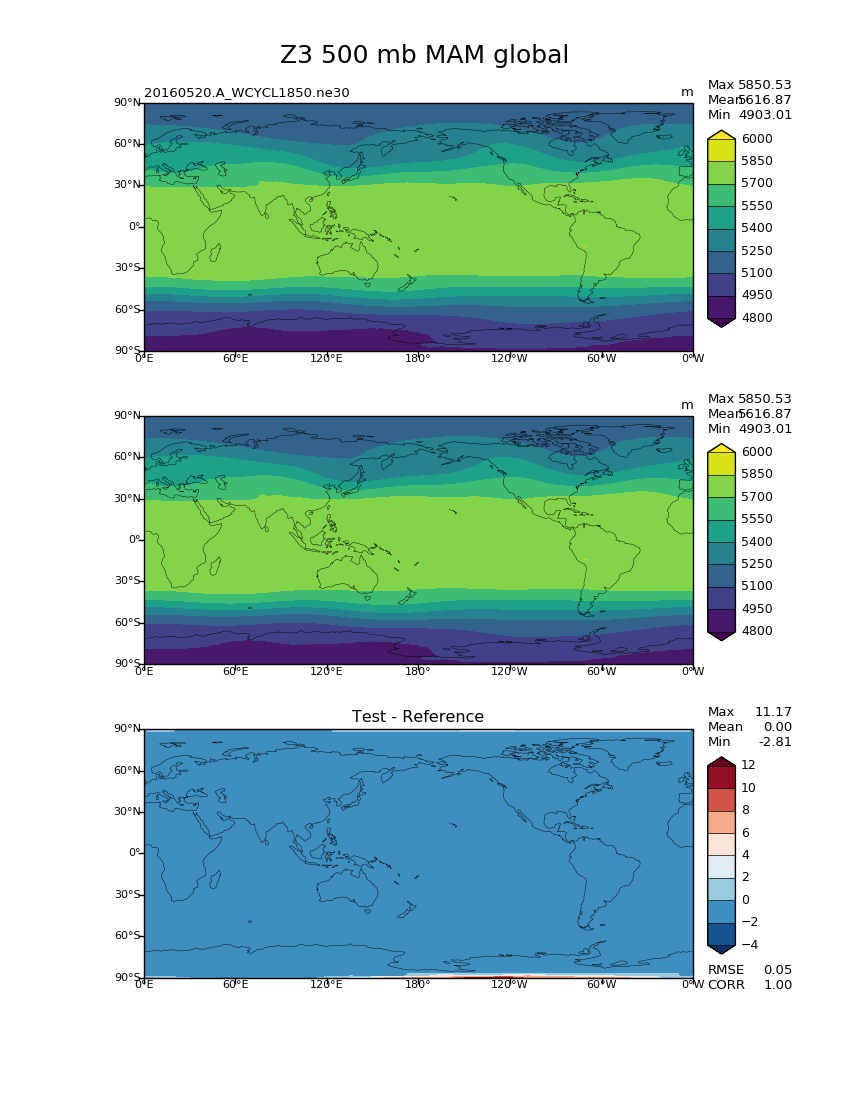 Z3 500 mb MAM global
20160520.A_WCYCL1850.ne30
m
Max 5850.53
Mean 5616.87
Min 4903.01
90°N
60°N
30°N
0°
30°S
60°S
90°S
0°E 60°E 120°E 180° 120°W 60°W 0°W
6000
5850
5700
5550
5400
5250
5100
4950
4800
m
Max 5850.53
Mean 5616.87
Min 4903.01
90°N
60°N
30°N
0°
30°S
60°S
90°S
0°E 60°E 120°E 180° 120°W 60°W 0°W
6000
5850
5700
5550
5400
5250
5100
4950
4800
Test - Reference
Max 11.17
Mean 0.00
Min -2.81
90°N
60°N
30°N
0°
30°S
60°S
90°S
0°E 60°E 120°E 180° 120°W 60°W 0°W
12
10
8
6
4
2
0
−2
−4
RMSE 0.05
CORR 1.00